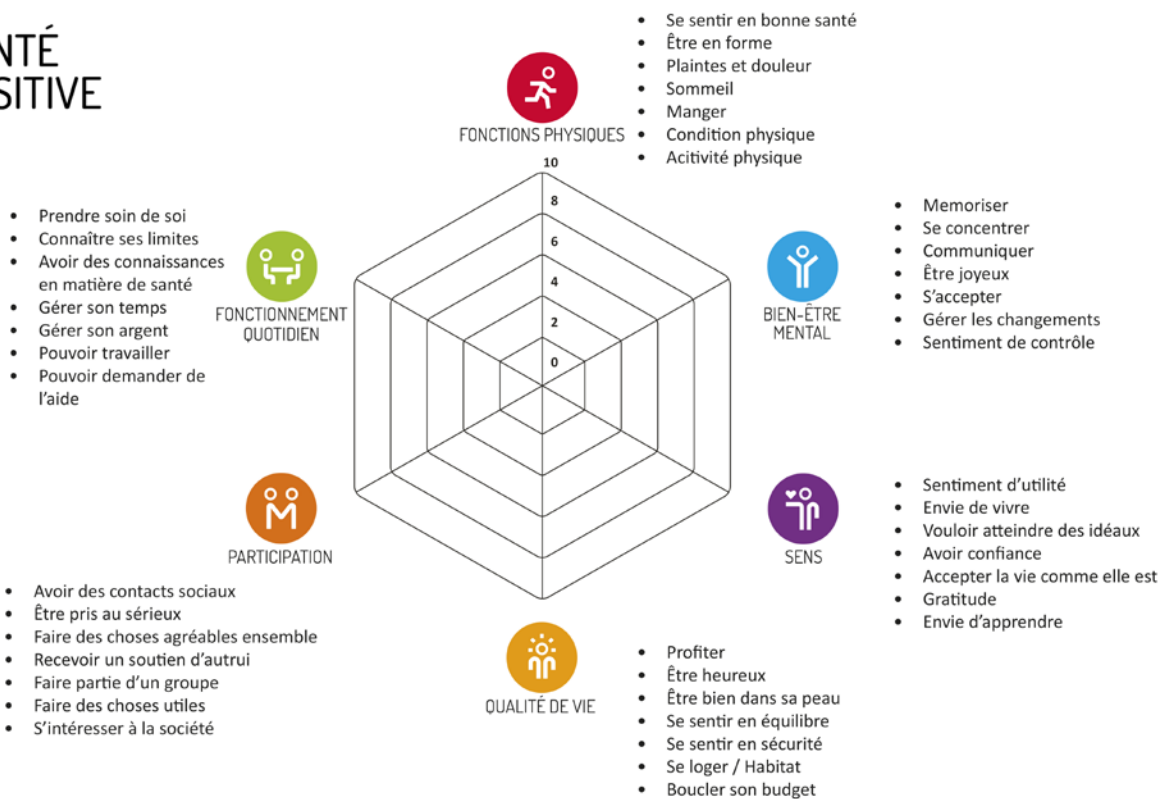 NTÉ
SITIVE
• Se sentir en bonne santé
• Être en forme
• Plaintes et douleur
• Sommeil
• Manger
• Condition physique
• Acitivité physique
FONCTIONS PHYSIQUES
10
8
6
4
2
0
• Prendre soin de soi
• Connaître ses limites
• Avoir des connaissances
en matière de santé
• Gérer son temps
• Gérer son argent
• Pouvoir travailler
• Pouvoir demander de
l'aide
FONCTIONNEMENT
QUOTIDIEN
BIEN-ÊTRE
MENTAL
• Memoriser
• Se concentrer
• Communiquer
• Être joyeux
• S'accepter
• Gérer les changements
• Sentiment de contrôle
PARTICIPATION
• Avoir des contacts sociaux
• Être pris au sérieux
• Faire des choses agréables ensemble
• Recevoir un soutien d'autrui
• Faire partie d'un groupe
• Faire des choses utiles
• S'intéresser à la société
SENS
• Sentiment d'utilité
• Envie de vivre
• Vouloir atteindre des idéaux
• Avoir confiance
• Accepter la vie comme elle est
• Gratitude
• Envie d'apprendre
QUALITÉ DE VIE
• Profiter
• Être heureux
• Être bien dans sa peau
• Se sentir en équilibre
• Se sentir en sécurité
• Se loger / Habitat
• Boucler son budget